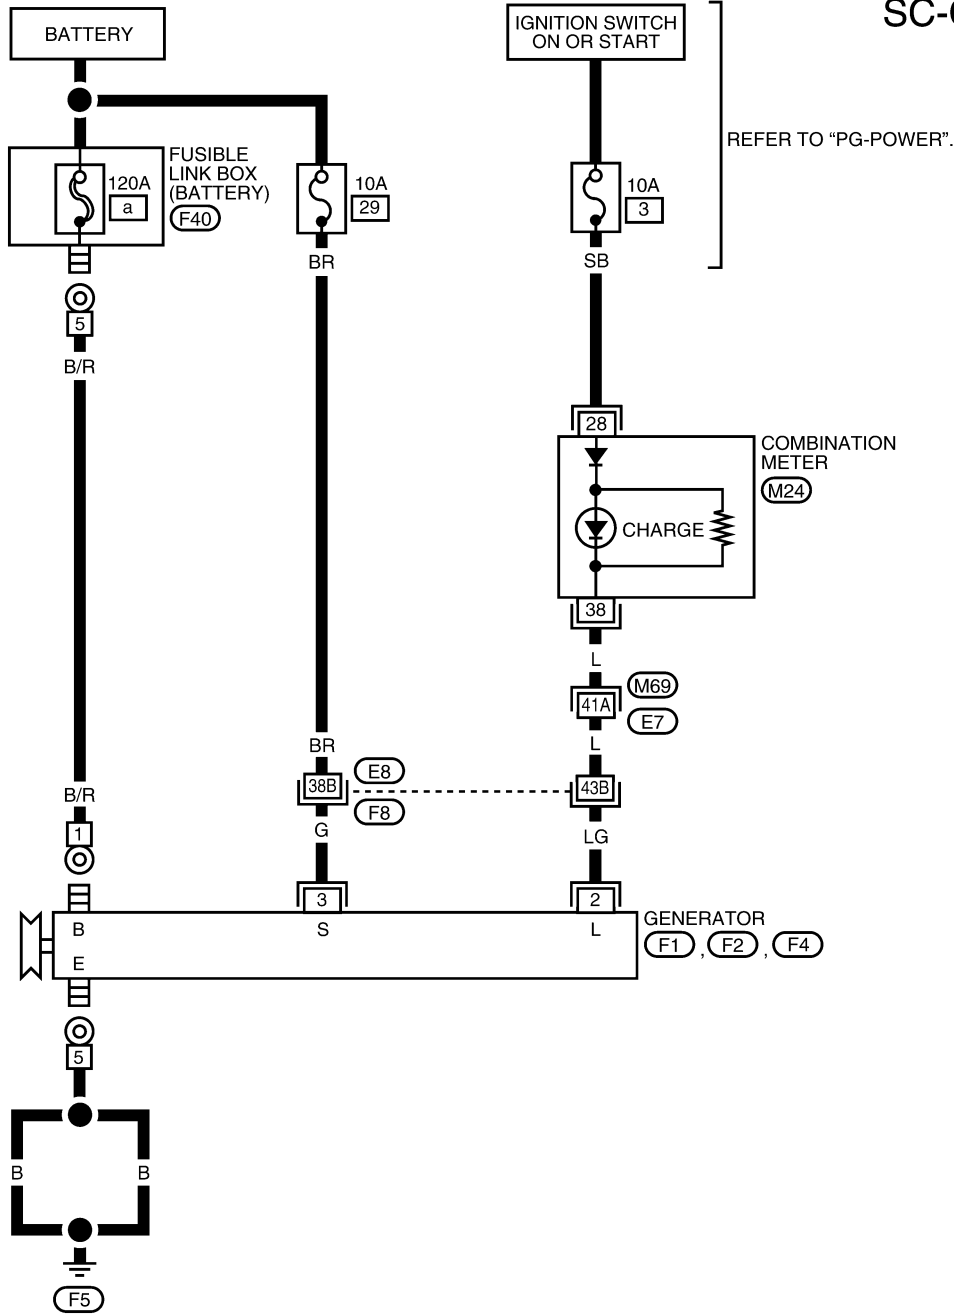 BATTERY
IGNITION SWITCH
ON OR START
SC-
REFER TO “PG-POWER”.
FUSIBLE
LINK BOX
(BATTERY)
F40
120A
a
10A
29
10A
3
BR
SB
5
B/R
28
COMBINATION
METER
M24
CHARGE
38
L
M69
41A
E7
L
BR
E8
38B
43B
F8
B/R
1
G
LG
3
2
B
S
L
E
GENERATOR
F1 , F2 , F4
5
B
B
F5